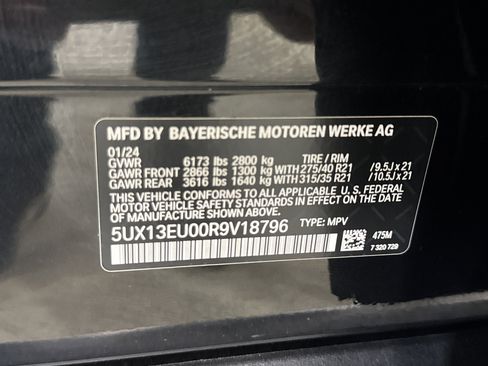 MFD BY BAYERISCHE MOTOREN WERKE AG
01/24
GVWR 6173 lbs 2800 kg TIRE / RIM
GAWR FRONT 2866 lbs 1300 kg WITH 275/40 R21 /9.5J x 21
GAWR REAR 3616 lbs 1640 kg WITH 315/35 R21 /10.5J x 21
THIS VEHICLE CONFORMS TO ALL APPLICABLE U.S. FEDERAL
MOTOR VEHICLE SAFETY STANDARDS IN EFFECT ON THE
DATE OF MANUFACTURE SHOWN ABOVE.
5UX13EU00R9V18796 TYPE: MPV
475M
7 320 729